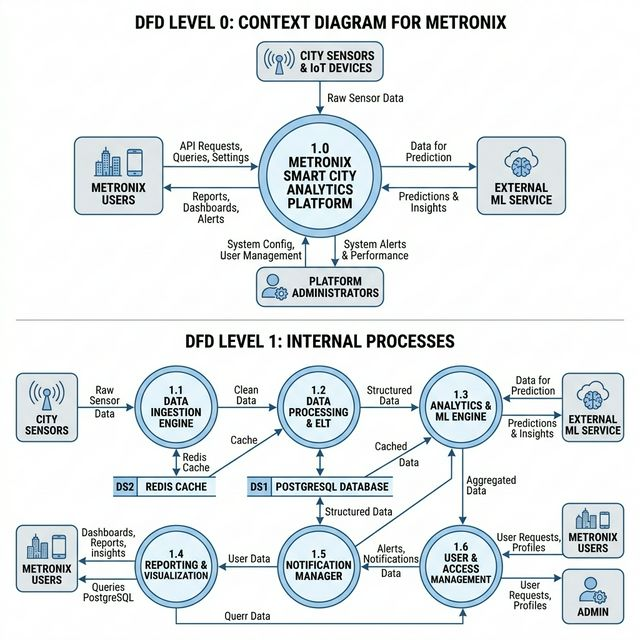 DFD LEVEL 0: CONTEXT DIAGRAM FOR METRONIX
CITY SENSORS
& IoT DEVICES
Raw Sensor Data
METRONIX
USERS
API Requests,
Queries, Settings
Reports,
Dashboards,
Alerts
1.0
METRONIX
SMART CITY
ANALYTICS
PLATFORM
Data for
Prediction
Predictions &
Insights
EXTERNAL
ML SERVICE
System Config,
User Management
System Alerts
& Performance
PLATFORM
ADMINISTRATORS
DFD LEVEL 1: INTERNAL PROCESSES
CITY
SENSORS
Raw
Sensor
Data
1.1
DATA
INGESTION
ENGINE
Clean
Data
1.2
DATA
PROCESSING
& ELT
Structured
Data
1.3
ANALYTICS &
ML ENGINE
Data for
Prediction
Predictions
& Insights
EXTERNAL
ML SERVICE
Redis
Cache
Cache
Cached
Data
DS2 REDIS CACHE
DS1 POSTGRESQL DATABASE
Structured Data
Aggregated
Data
METRONIX
USERS
Dashboards,
Reports,
insights
Queries
PostgreSQL
1.4
REPORTING &
VISUALIZATION
User Data
1.5
NOTIFICATION
MANAGER
Alerts,
Notifications
Data
1.6
USER &
ACCESS
MANAGEMENT
User Requests,
Profiles
METRONIX
USERS
User
Requests,
Profiles
ADMIN
Querr Data